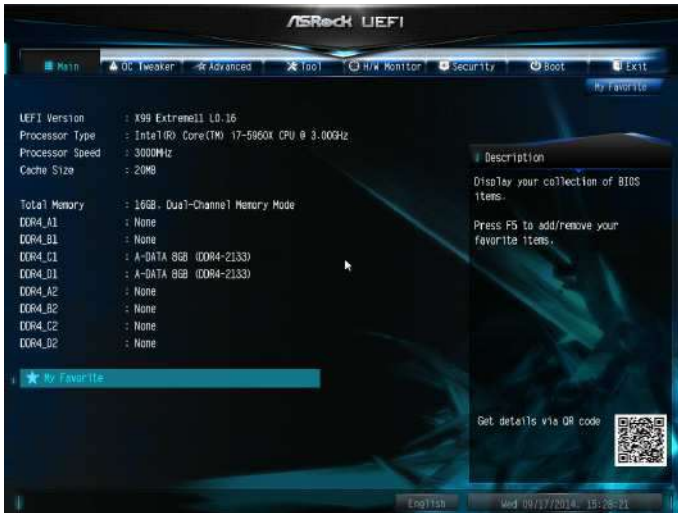 ASRock UEFI
Main OC Tweaker Advanced Tool H/W Monitor Security Boot Exit
My Favorite
UEFI Version : X99 Extreme11 L0.16
Processor Type : Intel(R) Core(TM) i7-5960X CPU @ 3.00GHz
Processor Speed : 3000MHz
Cache Size : 20MB
Total Memory : 16GB, Dual-Channel Memory Mode
DDR4_A1 : None
DDR4_B1 : None
DDR4_C1 : A-DATA 8GB (DDR4-2133)
DDR4_D1 : A-DATA 8GB (DDR4-2133)
DDR4_A2 : None
DDR4_B2 : None
DDR4_C2 : None
DDR4_D2 : None
My Favorite
Description
Display your collection of BIOS
items.
Press F5 to add/remove your
favorite items.
Get details via QR code
English
Wed 09/17/2014, 15:28:21